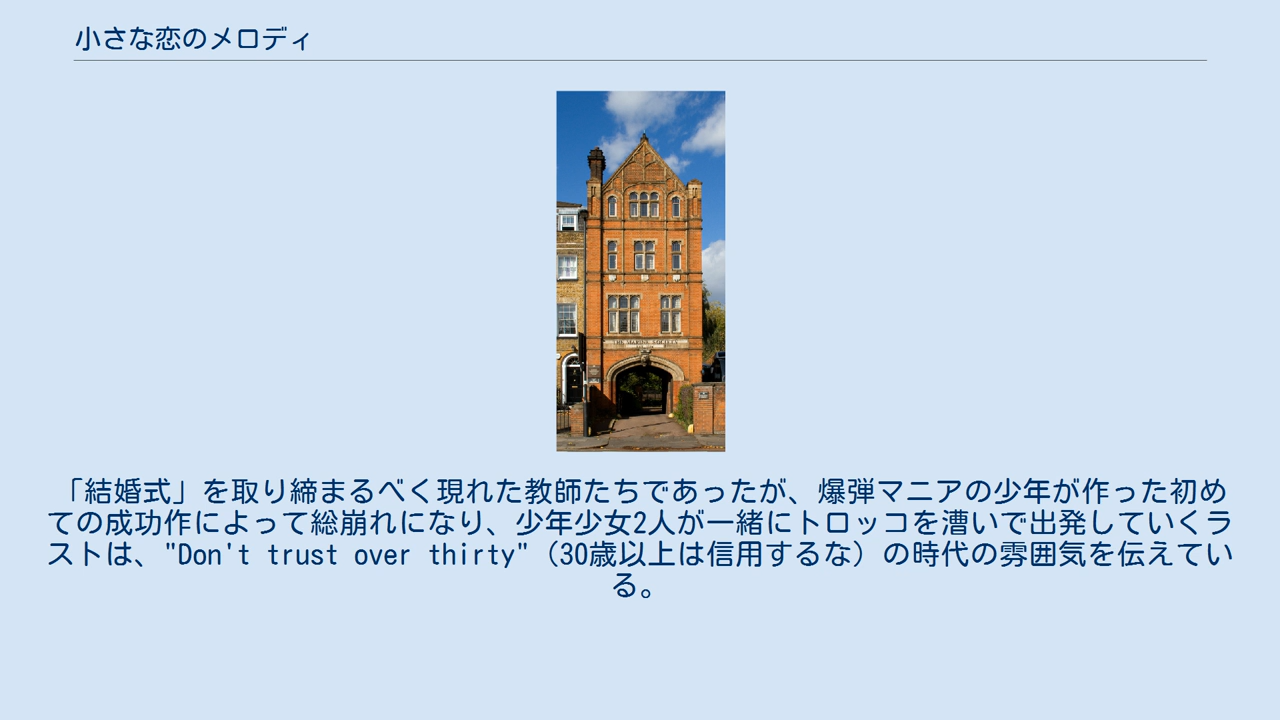 小さな恋のメロディ
THE MARINE SOCIETY
「結婚式」を取り締まるべく現れた教師たちであったが、爆弾マニアの少年が作った初め
ての成功作によって総崩れになり、少年少女2人が一緒にトロッコを漕いで出発していくラ
ストは、"Don't trust over thirty"（30歳以上は信用するな）の時代の雰囲気を伝えてい
る。